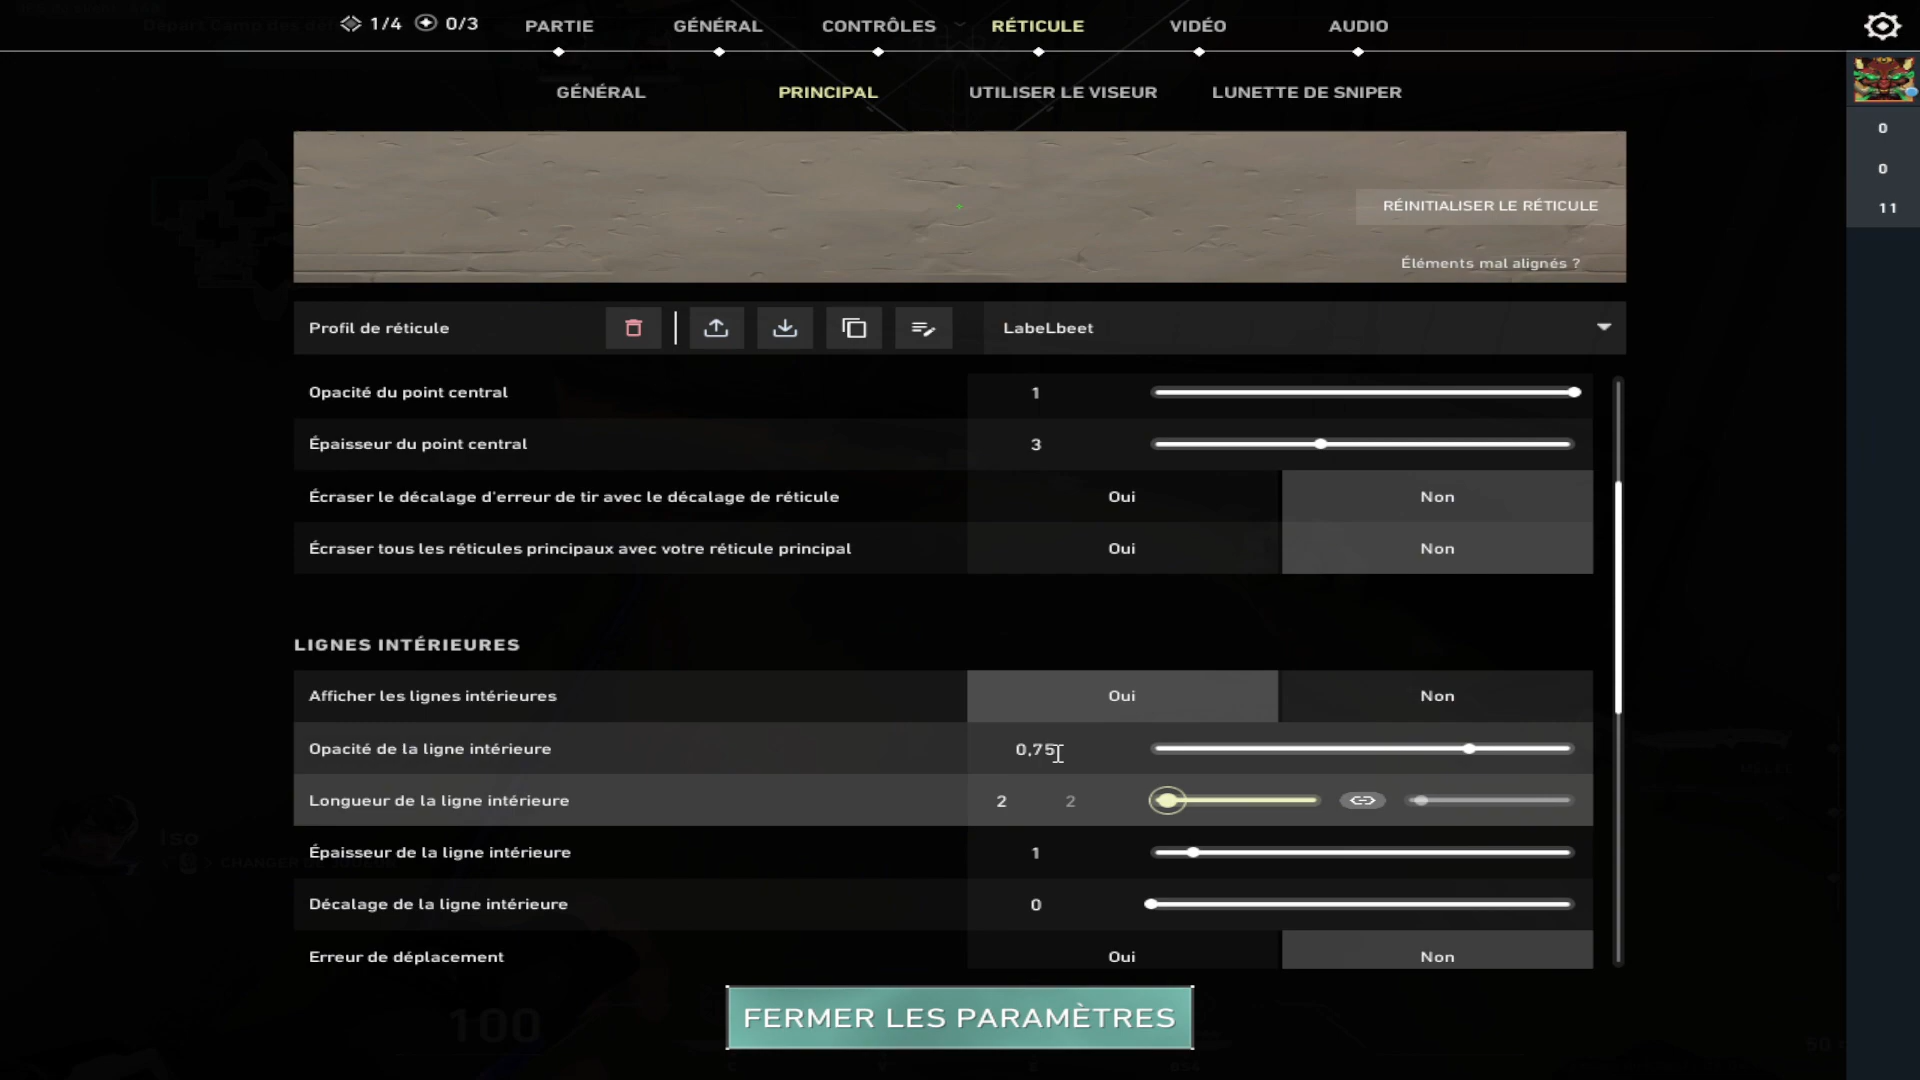 1/4 0/3 PARTIE GÉNÉRAL CONTRÔLES RÉTICULE VIDÉO AUDIO
GÉNÉRAL PRINCIPAL UTILISER LE VISEUR LUNETTE DE SNIPER
0
0
11
RÉINITIALISER LE RÉTICULE
Éléments mal alignés ?
Profil de réticule LabeLbeet
Opacité du point central 1
Épaisseur du point central 3
Écraser le décalage d'erreur de tir avec le décalage de réticule Oui Non
Écraser tous les réticules principaux avec votre réticule principal Oui Non
LIGNES INTÉRIEURES
Afficher les lignes intérieures Oui Non
Opacité de la ligne intérieure 0,75
Longueur de la ligne intérieure 2 2
Iso
Épaisseur de la ligne intérieure 1
Décalage de la ligne intérieure 0
Erreur de déplacement Oui Non
FERMER LES PARAMÈTRES
100